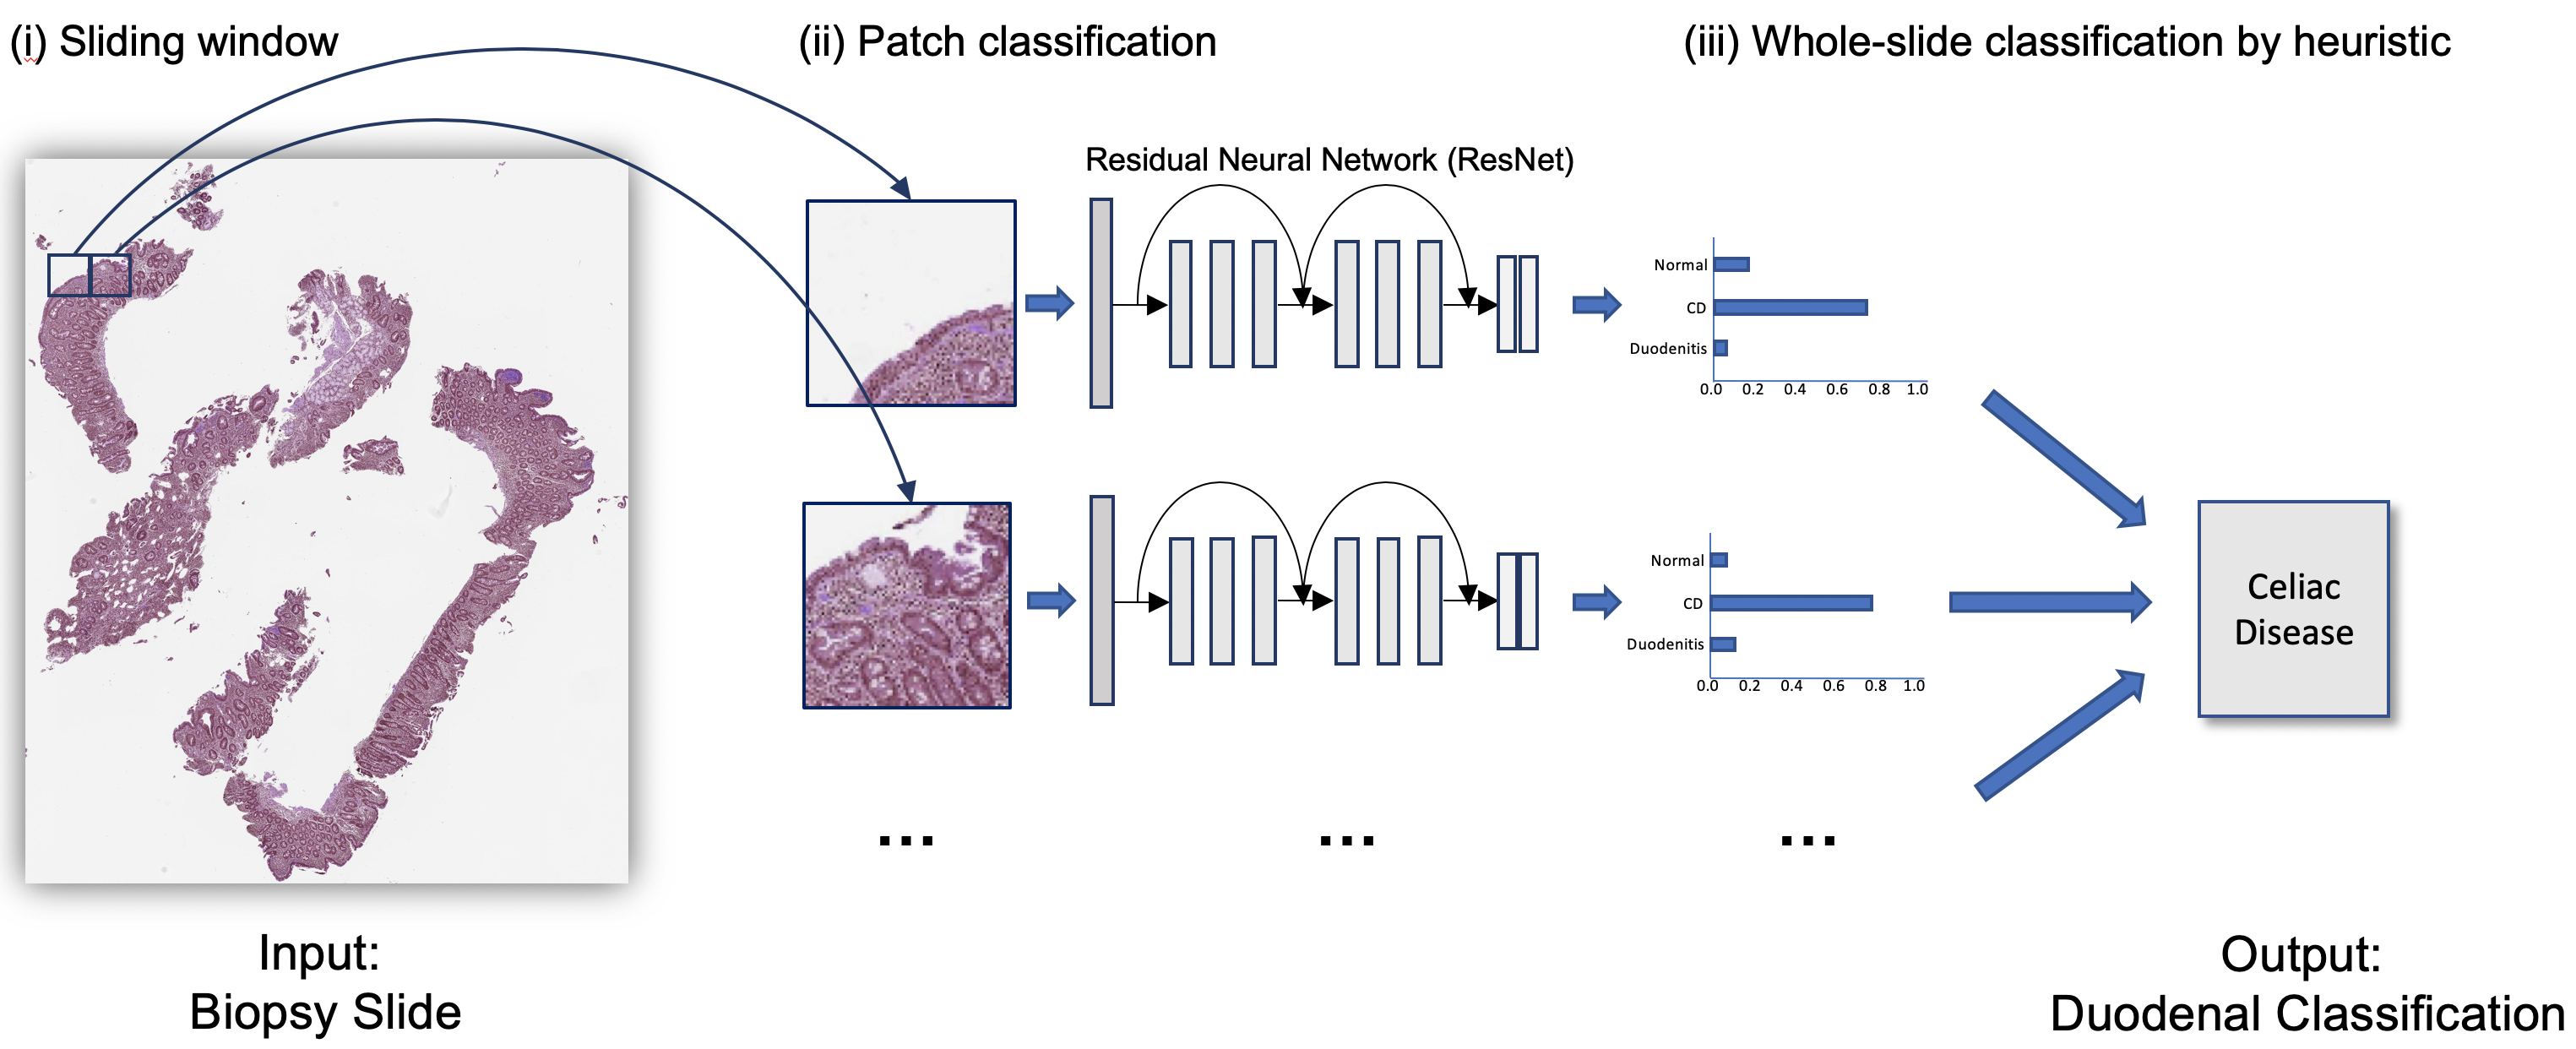 (i) Sliding window
(ii) Patch classification
(iii) Whole-slide classification by heuristic
Residual Neural Network (ResNet)
Normal
CD
Duodenitis
0.0 0.2 0.4 0.6 0.8 1.0
Normal
CD
Duodenitis
0.0 0.2 0.4 0.6 0.8 1.0
Celiac
Disease
...
...
...
Input:
Biopsy Slide
Output:
Duodenal Classification